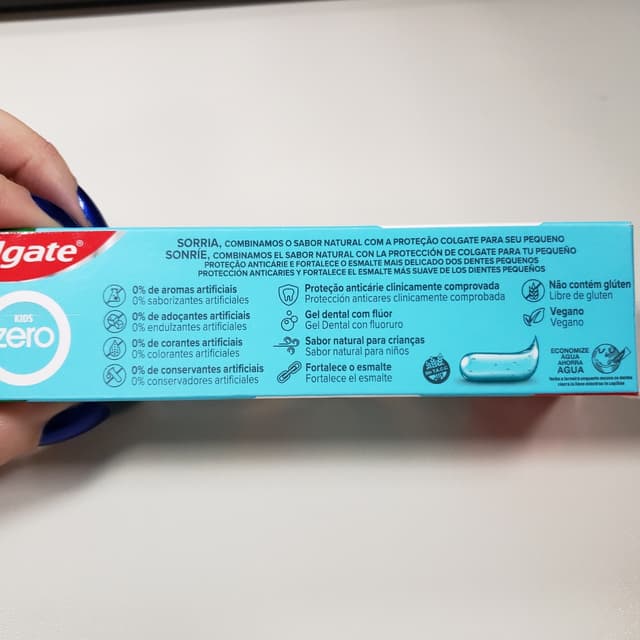 lgate®
KIDS
zero
SORRIA, COMBINAMOS O SABOR NATURAL COM A PROTEÇÃO COLGATE PARA SEU PEQUENO
SONRÍE, COMBINAMOS EL SABOR NATURAL CON LA PROTECCIÓN DE COLGATE PARA TU PEQUEÑO
PROTEÇÃO ANTICÁRIE E FORTALECE O ESMALTE MAIS DELICADO DOS DENTES PEQUENOS
PROTECCIÓN ANTICARIES Y FORTALECE EL ESMALTE MÁS SUAVE DE LOS DIENTES PEQUEÑOS
0% de aromas artificiais
0% saborizantes artificiales
0% de adoçantes artificiais
0% endulzantes artificiales
0% de corantes artificiais
0% colorantes artificiales
0% de conservantes artificiais
0% conservadores artificiales
Proteção anticárie clinicamente comprovada
Protección anticares clínicamente comprobada
Gel dental com flúor
Gel Dental con fluoruro
Sabor natural para crianças
Sabor natural para niños
Fortalece o esmalte
Fortalece el esmalte
SIN T.A.C.C.
Não contém glúten
Libre de gluten
Vegano
Vegano
ECONOMIZE
ÁGUA
AHORRA
AGUA